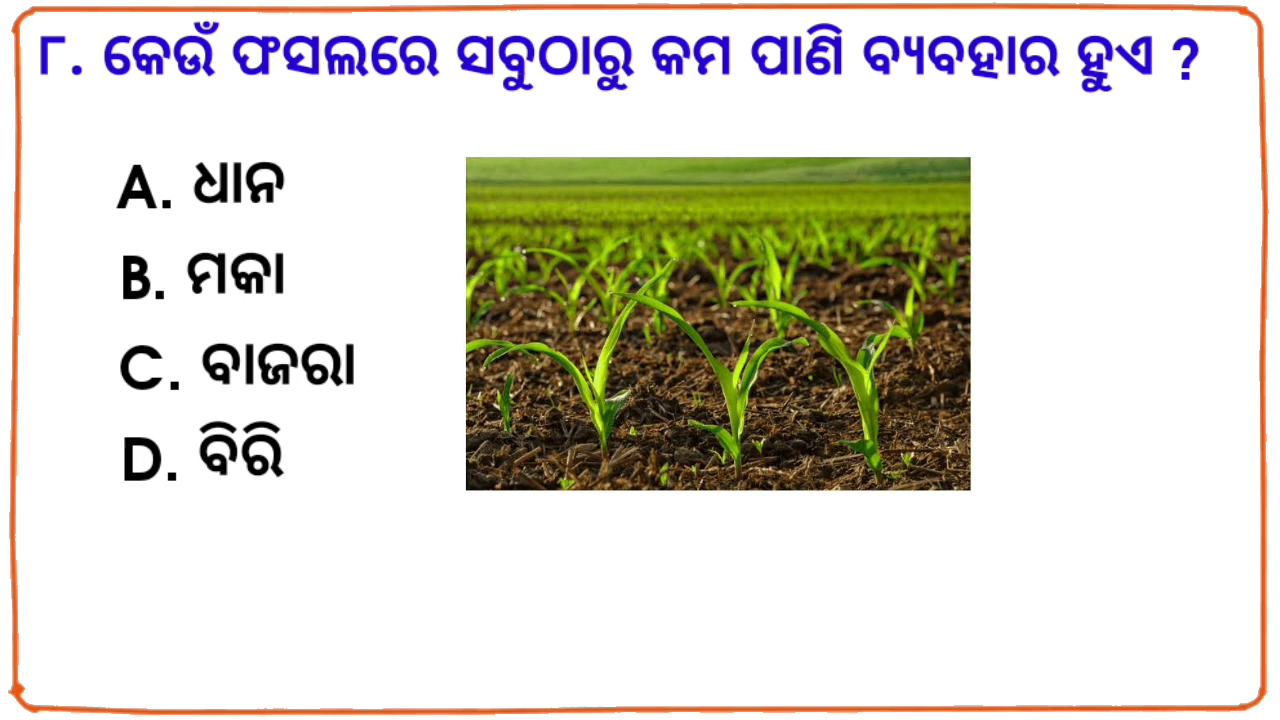 ୮. କେଉଁ ଫସଲରେ ସବୁଠାରୁ କମ ପାଣି ବ୍ୟବହାର ହୁଏ ?
A. ଧାନ
B. ମକା
C. ବାଜରା
D. ବିରି